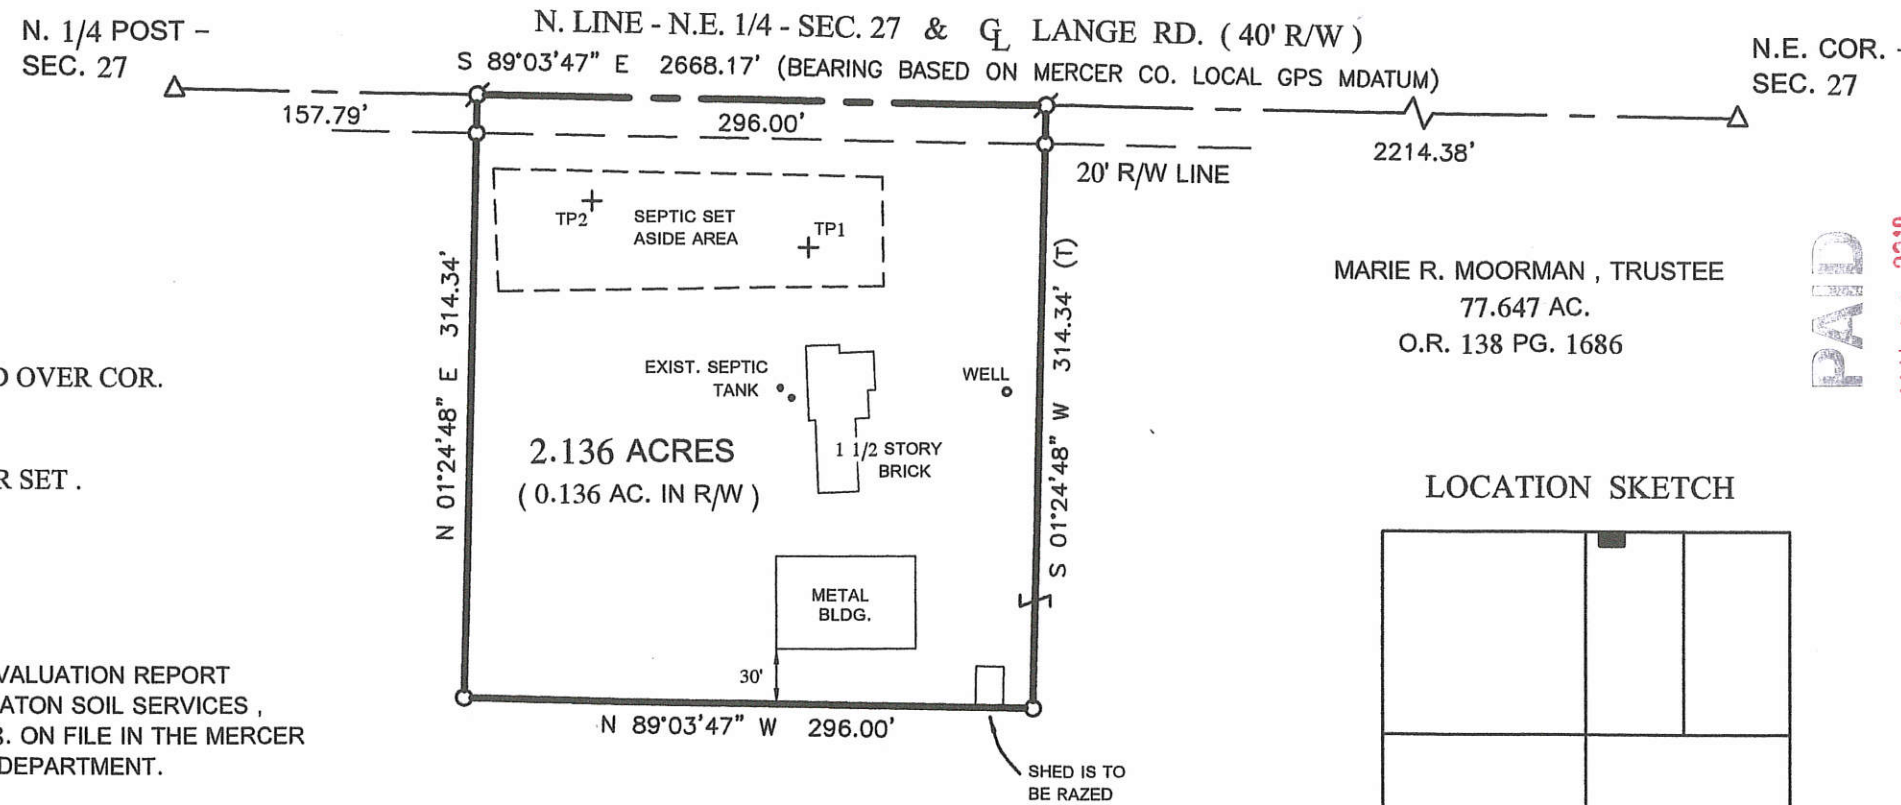 N. 1/4 POST -
SEC. 27
N. LINE - N.E. 1/4 - SEC. 27 & ℄ LANGE RD. ( 40' R/W )
S 89°03'47" E 2668.17' (BEARING BASED ON MERCER CO. LOCAL GPS MDATUM)
N.E. COR. -
SEC. 27
157.79'
296.00'
2214.38'
20' R/W LINE
TP2
SEPTIC SET
ASIDE AREA
TP1
N 01°24'48" E 314.34'
S 01°24'48" W 314.34' (T)
MARIE R. MOORMAN , TRUSTEE
77.647 AC.
O.R. 138 PG. 1686
PAID
OVER COR.
EXIST. SEPTIC
TANK
WELL
2.136 ACRES
( 0.136 AC. IN R/W )
1 1/2 STORY
BRICK
SET .
LOCATION SKETCH
METAL
BLDG.
30'
VALUATION REPORT
ATON SOIL SERVICES ,
ON FILE IN THE MERCER
DEPARTMENT.
N 89°03'47" W 296.00'
SHED IS TO
BE RAZED